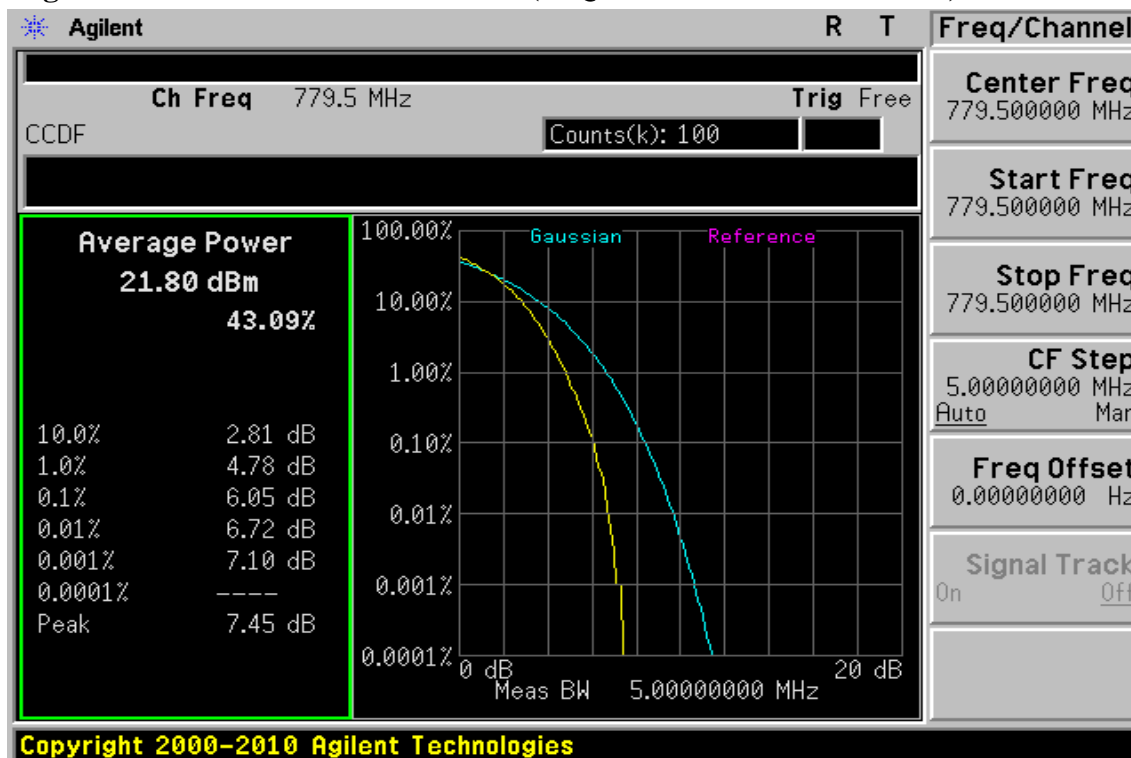 Agilent R T Freq/Channel
Ch Freq 779.5 MHz Trig Free
CCDF Counts(k): 100
Average Power
21.80 dBm
43.09%
10.0% 2.81 dB
1.0% 4.78 dB
0.1% 6.05 dB
0.01% 6.72 dB
0.001% 7.10 dB
0.0001% ----
Peak 7.45 dB
100.00%
10.00%
1.00%
0.10%
0.01%
0.001%
0.0001%
Gaussian Reference
0 dB 20 dB
Meas BW 5.00000000 MHz
Center Freq
779.500000 MHz
Start Freq
779.500000 MHz
Stop Freq
779.500000 MHz
CF Step
5.00000000 MHz
Auto Man
Freq Offset
0.00000000 Hz
Signal Track
On Off
Copyright 2000-2010 Agilent Technologies